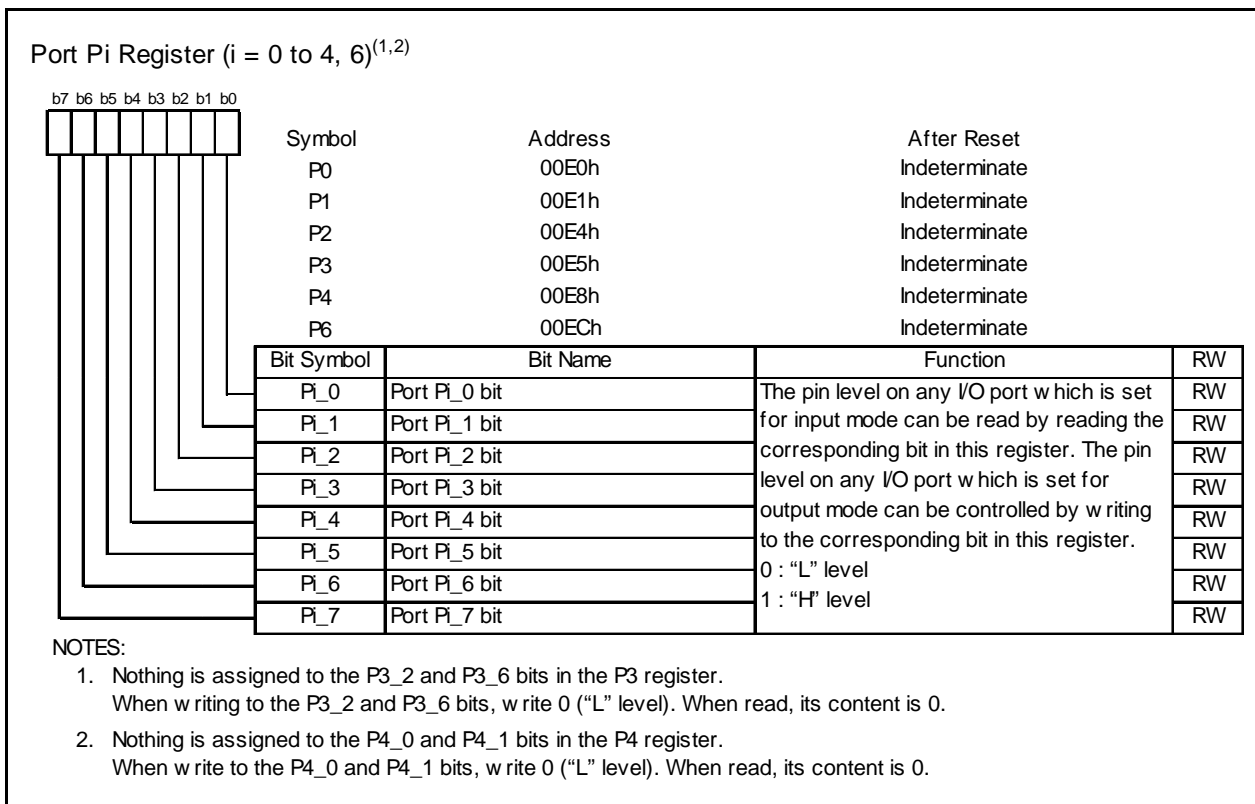 Port Pi Register (i = 0 to 4, 6)(1,2)
b7 b6 b5 b4 b3 b2 b1 b0
Symbol Address After Reset
P0 00E0h Indeterminate
P1 00E1h Indeterminate
P2 00E4h Indeterminate
P3 00E5h Indeterminate
P4 00E8h Indeterminate
P6 00ECh Indeterminate
Bit Symbol Bit Name Function RW
Pi_0 Port Pi_0 bit RW
Pi_1 Port Pi_1 bit RW
Pi_2 Port Pi_2 bit RW
Pi_3 Port Pi_3 bit RW
Pi_4 Port Pi_4 bit RW
Pi_5 Port Pi_5 bit RW
Pi_6 Port Pi_6 bit RW
Pi_7 Port Pi_7 bit RW
The pin level on any I/O port which is set
for input mode can be read by reading the
corresponding bit in this register. The pin
level on any I/O port which is set for
output mode can be controlled by writing
to the corresponding bit in this register.
0 : “L” level
1 : “H” level
NOTES:
1. Nothing is assigned to the P3_2 and P3_6 bits in the P3 register.
When writing to the P3_2 and P3_6 bits, write 0 (“L” level). When read, its content is 0.
2. Nothing is assigned to the P4_0 and P4_1 bits in the P4 register.
When write to the P4_0 and P4_1 bits, write 0 (“L” level). When read, its content is 0.